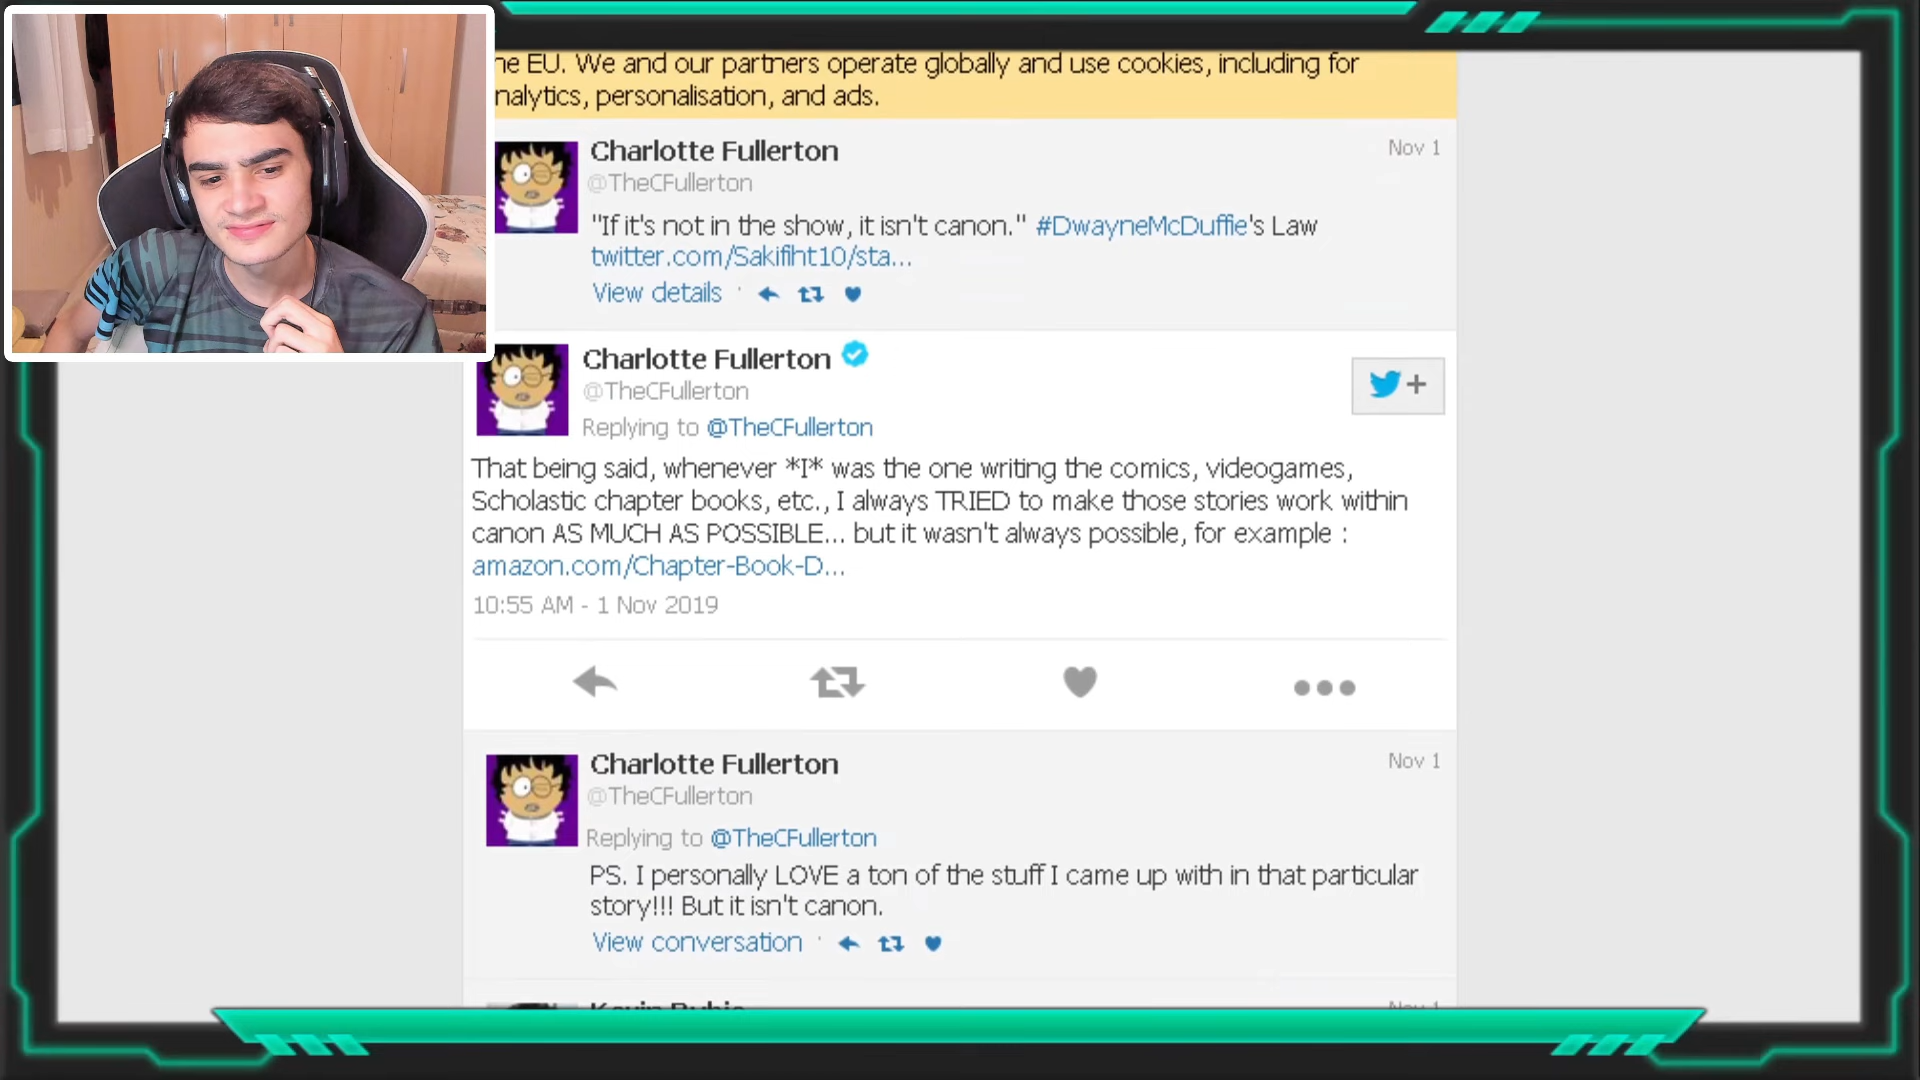 he EU. We and our partners operate globally and use cookies, including for
nalytics, personalisation, and ads.
Charlotte Fullerton
Nov 1
@TheCFullerton
"If it's not in the show, it isn't canon." #DwayneMcDuffie's Law
twitter.com/Sakifiht10/sta...
View details
Charlotte Fullerton
@TheCFullerton
Replying to @TheCFullerton
That being said, whenever *I* was the one writing the comics, videogames,
Scholastic chapter books, etc., I always TRIED to make those stories work within
canon AS MUCH AS POSSIBLE... but it wasn't always possible, for example :
amazon.com/Chapter-Book-D...
10:55 AM - 1 Nov 2019
Charlotte Fullerton
Nov 1
@TheCFullerton
Replying to @TheCFullerton
PS. I personally LOVE a ton of the stuff I came up with in that particular
story!!! But it isn't canon.
View conversation
Nov 1